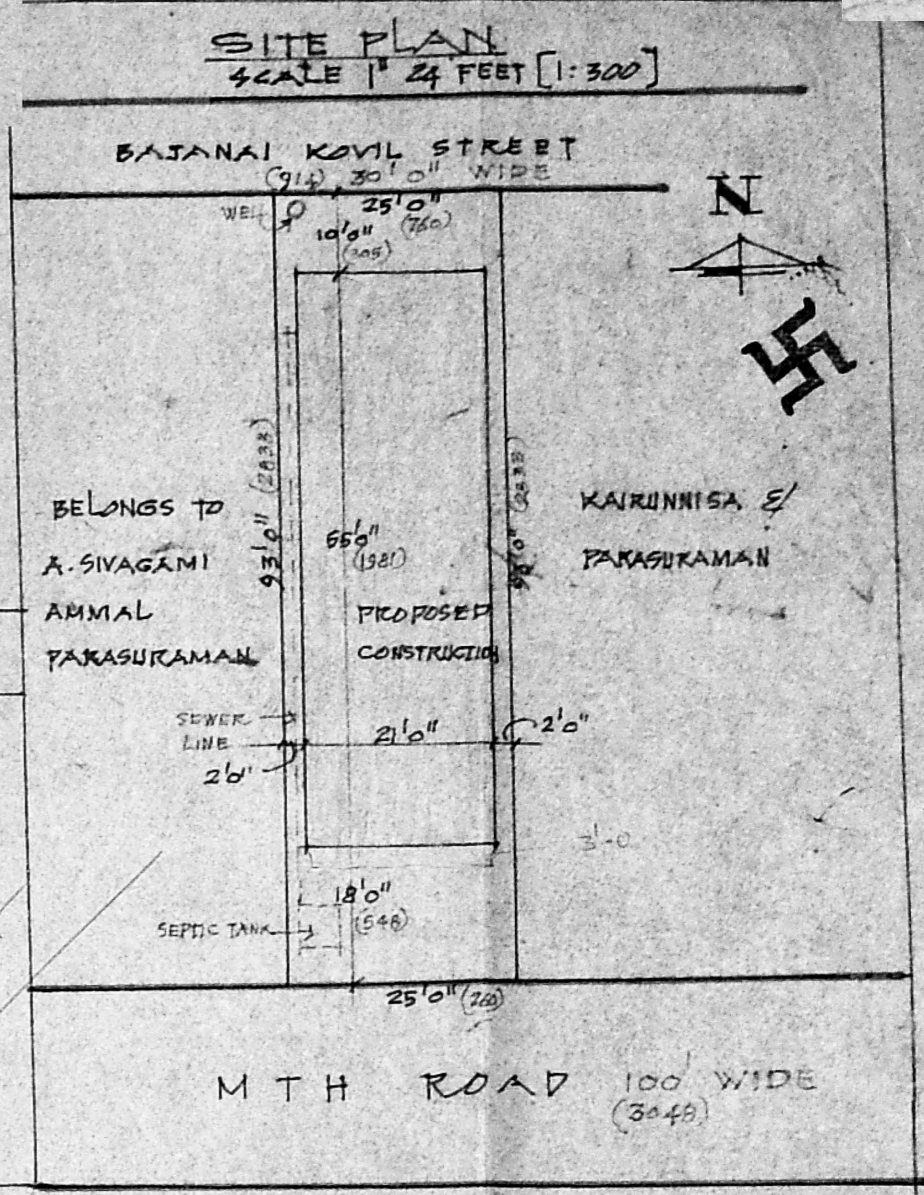 SITE PLAN
SCALE 1" 24 FEET [1:300]
BAJANAI KOVIL STREET
(914) 30'0" WIDE
WELL
25'0"
(760)
10'0"
(305)
N
93'0" (2833)
93'0" (2833)
BELONGS TO
A. SIVAGAMI
AMMAL
PARASURAMAN
65'0"
(1981)
PROPOSED
CONSTRUCTION
KAIRUNNISA &
PARASURAMAN
SEWER
LINE
2'0"
21'0"
2'0"
3'-0
18'0"
(548)
SEPTIC TANK
25'0" (760)
MTH ROAD 100' WIDE
(3048)